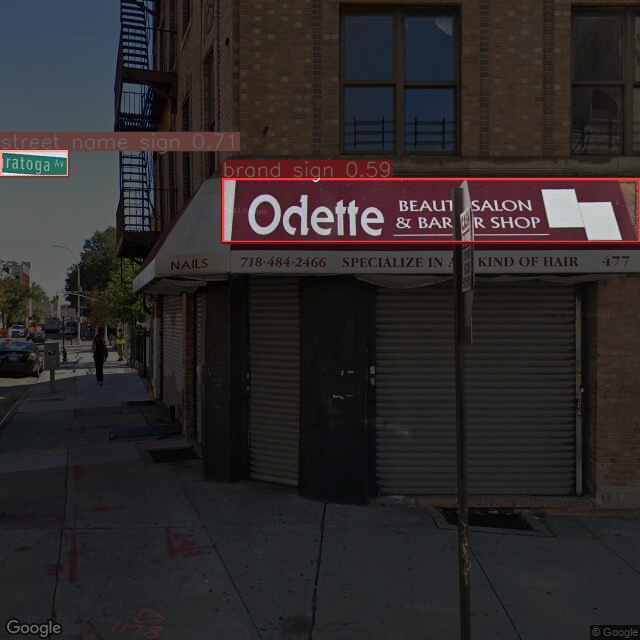 street name sign 0.71
ratoga Av
brand sign 0.59
Odette
BEAUT SALON
& BAR ER SHOP
NAILS
718-484-2466 SPECIALIZE IN A KIND OF HAIR 477
Google
© Google